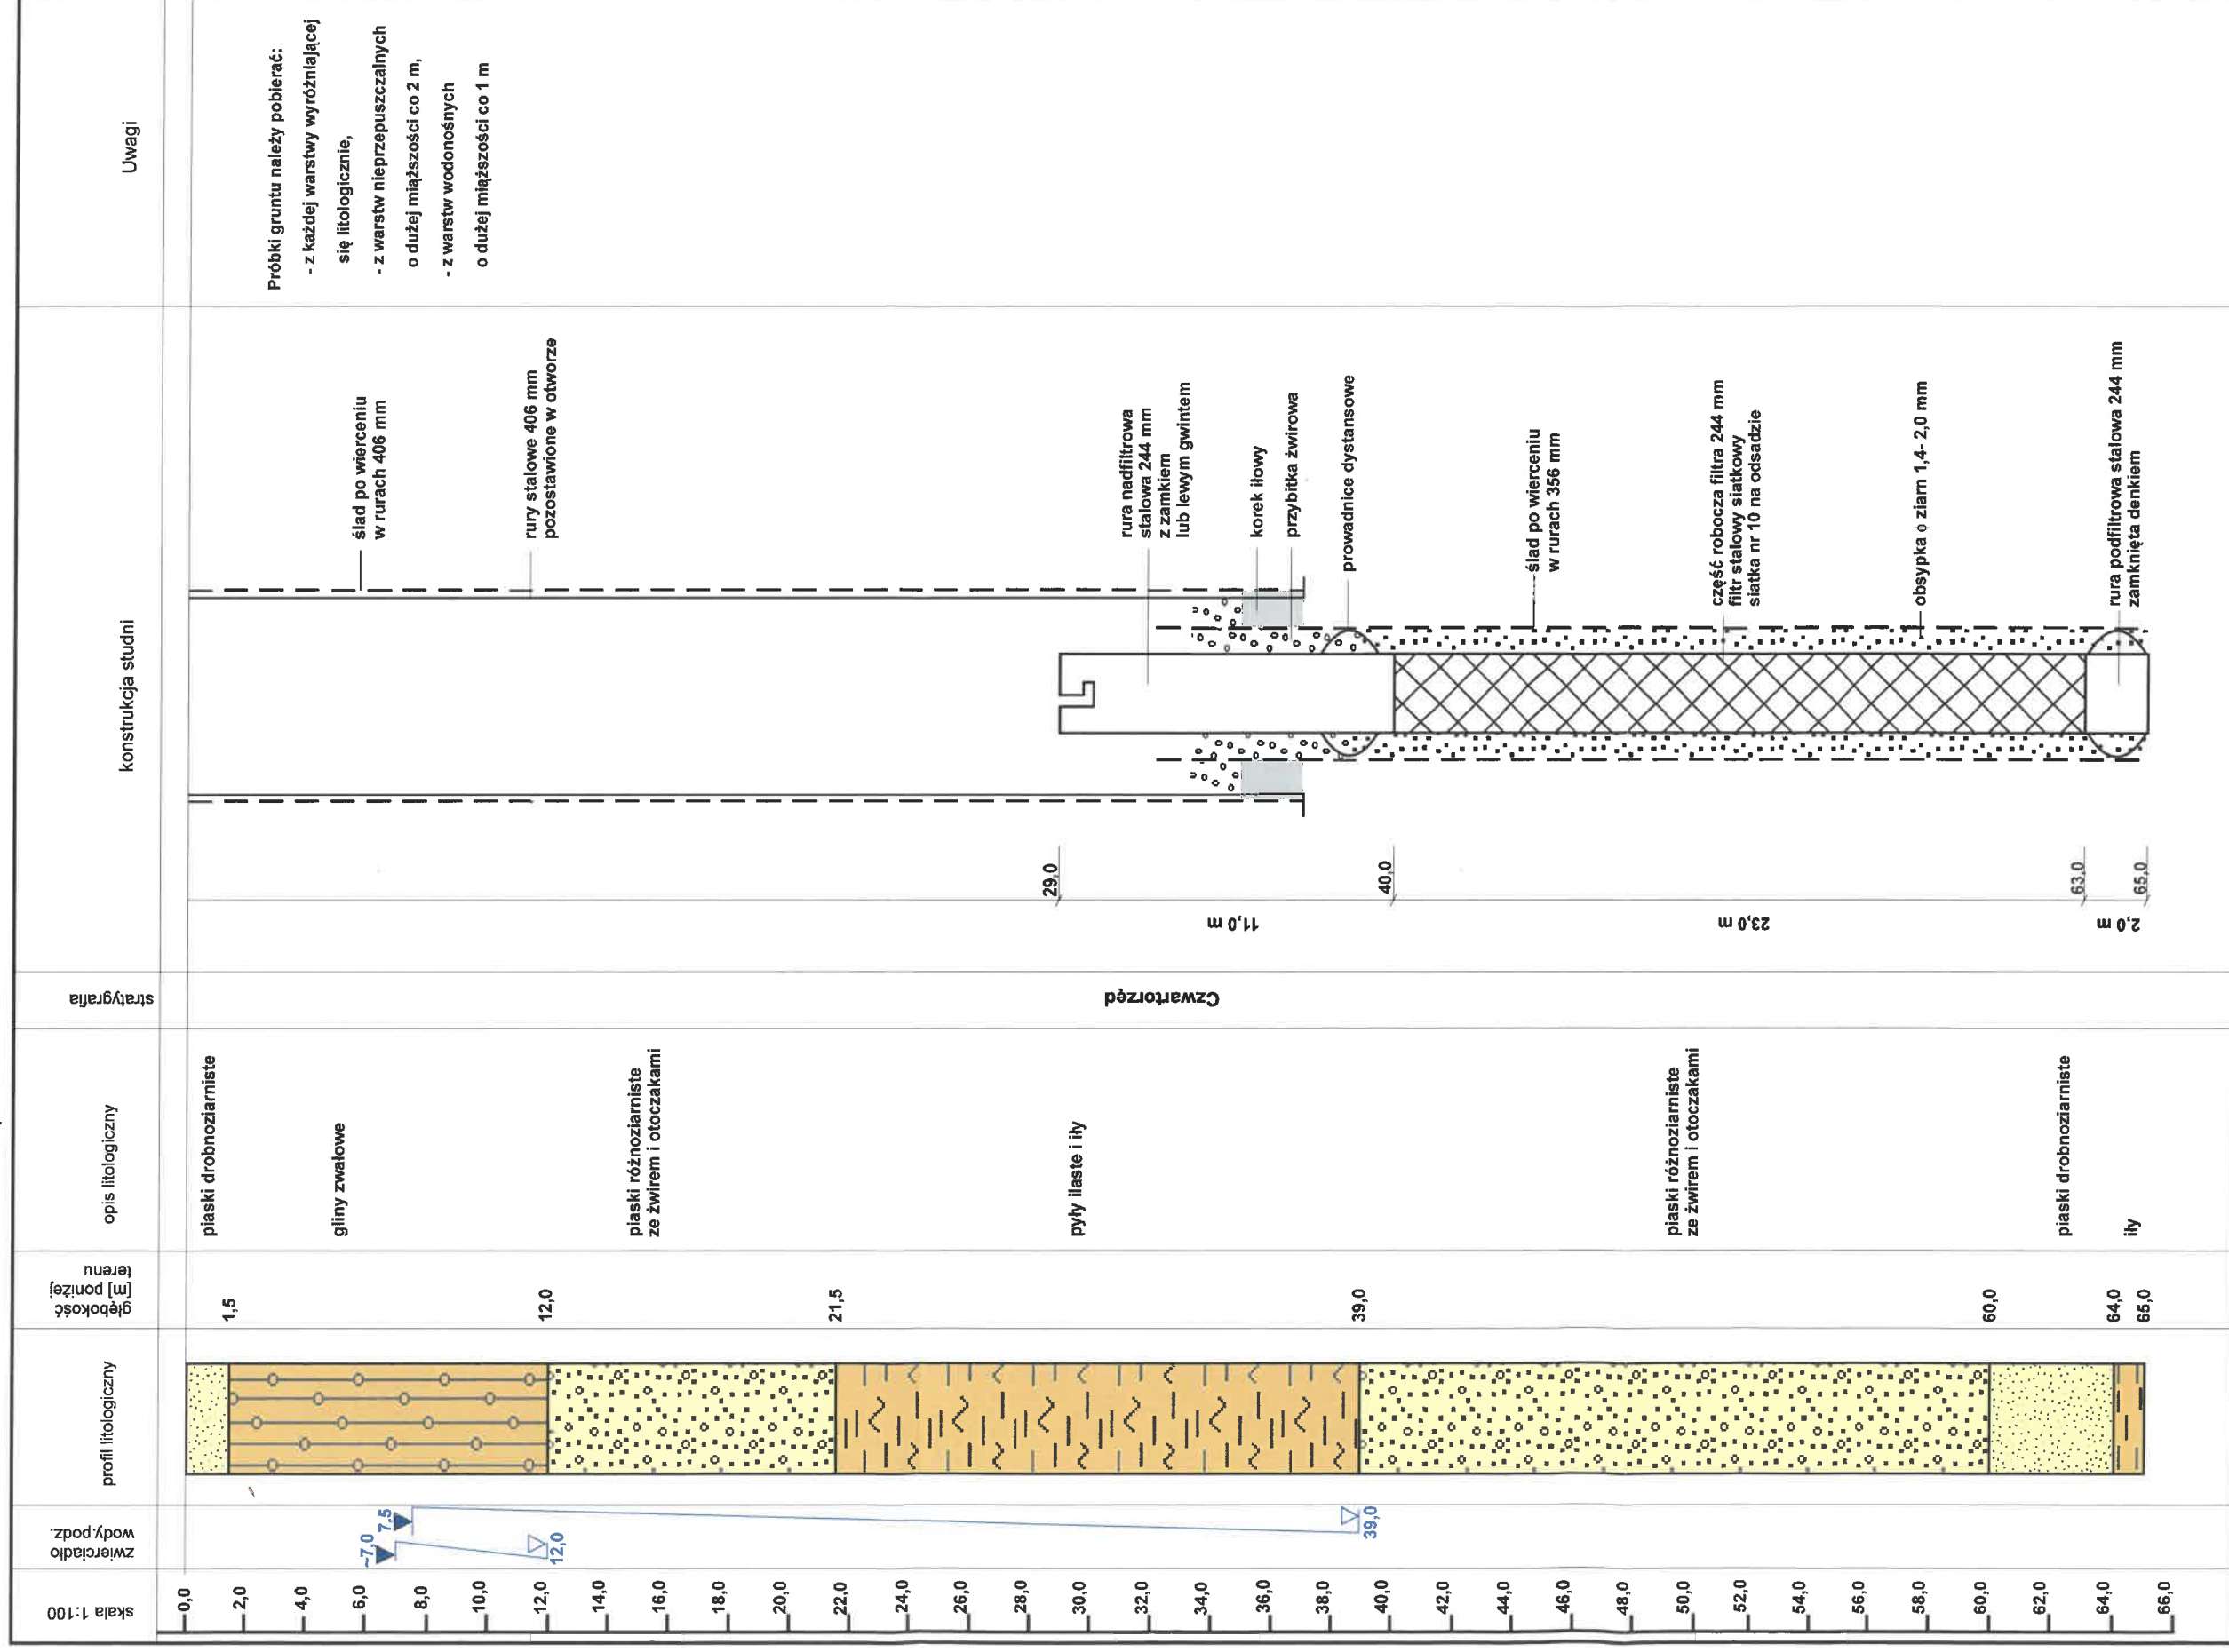 skala 1:100
zwierciadło
wody.podz.
profil litologiczny
głębokość
[m] poniżej
terenu
opis litologiczny
stratygrafia
konstrukcja studni
Uwagi
0,0
2,0
4,0
6,0
8,0
10,0
12,0
14,0
16,0
18,0
20,0
22,0
24,0
26,0
28,0
30,0
32,0
34,0
36,0
38,0
40,0
42,0
44,0
46,0
48,0
50,0
52,0
54,0
56,0
58,0
60,0
62,0
64,0
66,0
~7,0
7,5
12,0
39,0
1,5
12,0
21,5
39,0
60,0
64,0
65,0
piaski drobnoziarniste
gliny zwałowe
piaski różnoziarniste
ze żwirem i otoczakami
pyły ilaste i iły
piaski różnoziarniste
ze żwirem i otoczakami
piaski drobnoziarniste
iły
Czwartorzęd
29,0
11,0 m
40,0
23,0 m
63,0
2,0 m
65,0
ślad po wierceniu
w rurach 406 mm
rury stalowe 406 mm
pozostawione w otworze
rura nadfiltrowa
stalowa 244 mm
z zamkiem
lub lewym gwintem
korek iłowy
przybitka żwirowa
prowadnice dystansowe
ślad po wierceniu
w rurach 356 mm
część robocza filtra 244 mm
filtr stalowy siatkowy
siatka nr 10 na odsadzie
obsypka ϕ ziarn 1,4- 2,0 mm
rura podfiltrowa stalowa 244 mm
zamknięta denkiem
Próbki gruntu należy pobierać:
- z każdej warstwy wyróżniającej
się litologicznie,
- z warstw nieprzepuszczalnych
o dużej miąższości co 2 m,
- z warstw wodonośnych
o dużej miąższości co 1 m